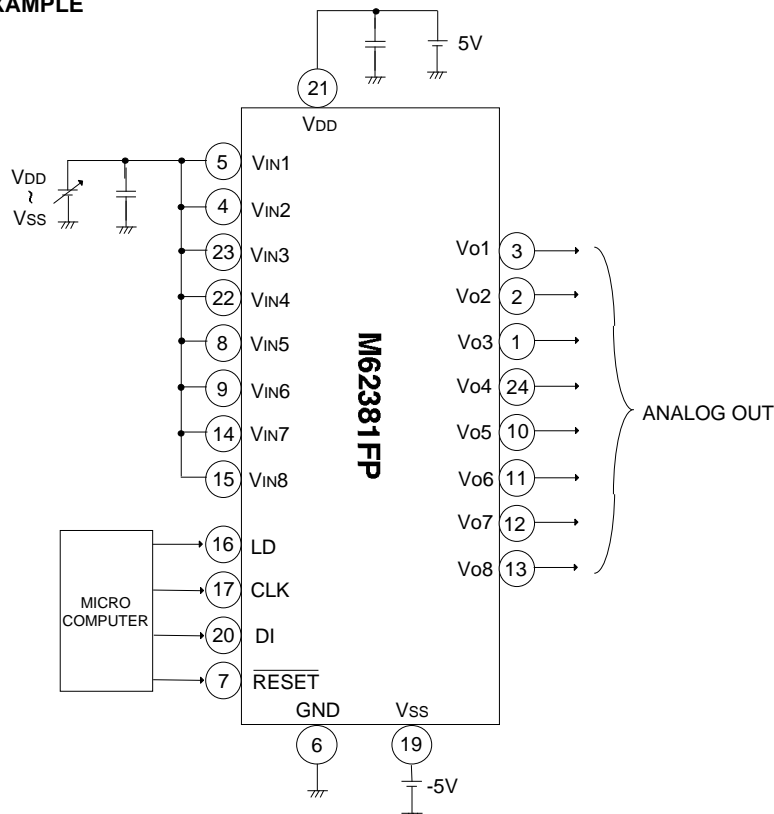 XAMPLE
5V
21
VDD
VDD
~
VSS
5 VIN1
4 VIN2
23 VIN3
22 VIN4
8 VIN5
9 VIN6
14 VIN7
15 VIN8
16 LD
17 CLK
20 DI
7 RESET
MICRO
COMPUTER
M62381FP
Vo1 3
Vo2 2
Vo3 1
Vo4 24
Vo5 10
Vo6 11
Vo7 12
Vo8 13
ANALOG OUT
GND
6
VSS
19
-5V